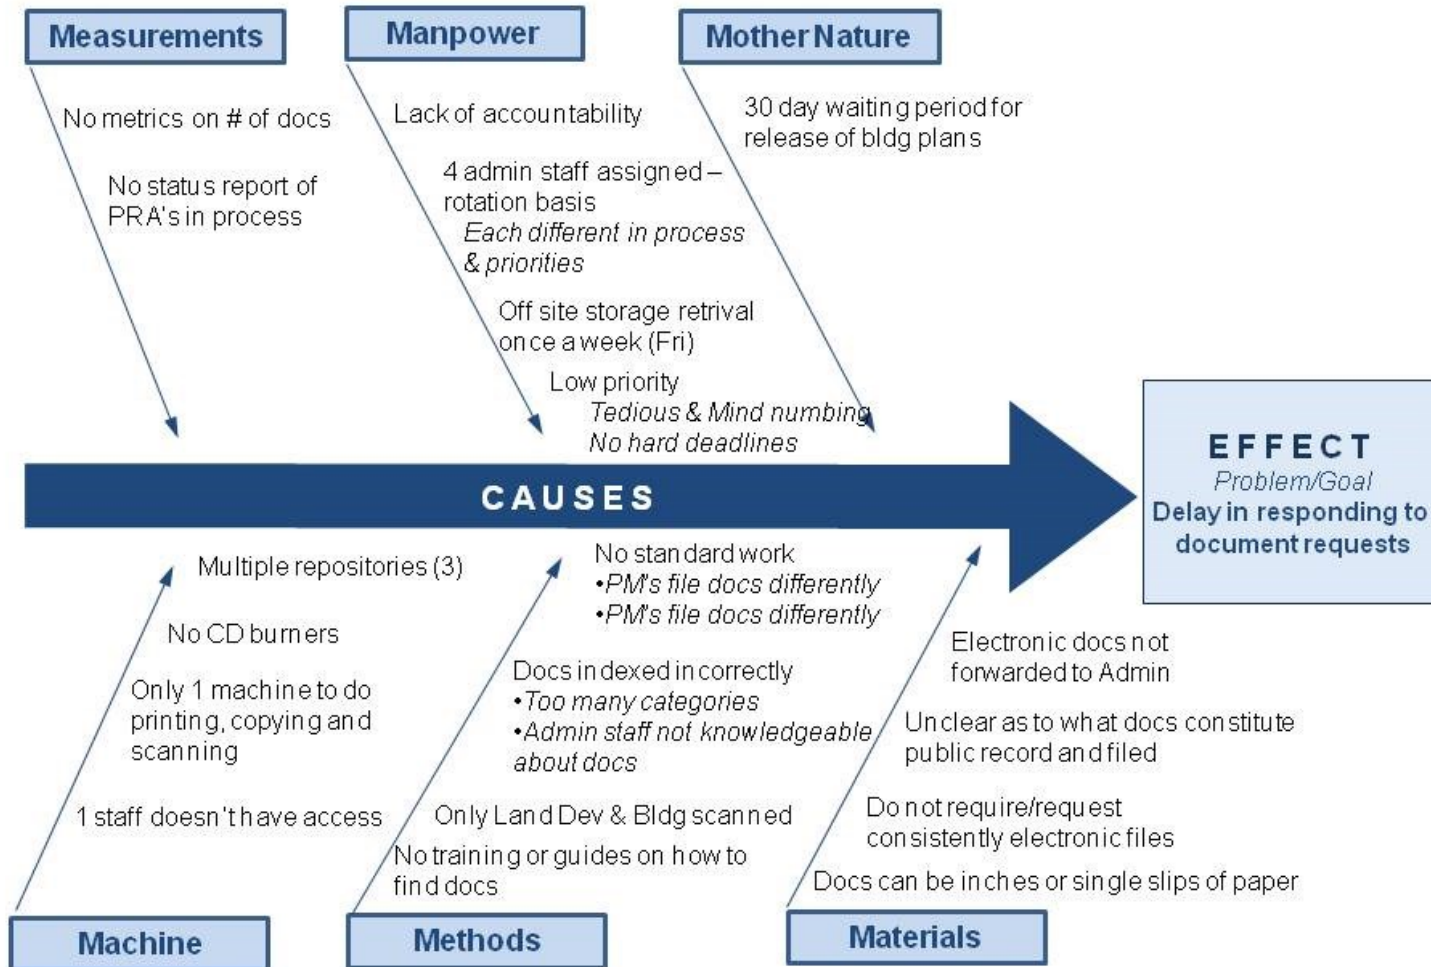 Measurements
No metrics on # of docs
No status report of
PRA's in process
Manpower
Lack of accountability
4 admin staff assigned –
rotation basis
Each different in process
& priorities
Off site storage retrival
once a week (Fri)
Low priority
Tedious & Mind numbing
No hard deadlines
Mother Nature
30 day waiting period for
release of bldg plans
CAUSES
EFFECT
Problem/Goal
Delay in responding to
document requests
Multiple repositories (3)
No CD burners
Only 1 machine to do
printing, copying and
scanning
1 staff doesn't have access
Machine
No standard work
•PM's file docs differently
•PM's file docs differently
Docs indexed incorrectly
•Too many categories
•Admin staff not knowledgeable
about docs
Only Land Dev & Bldg scanned
No training or guides on how to
find docs
Methods
Electronic docs not
forwarded to Admin
Unclear as to what docs constitute
public record and filed
Do not require/request
consistently electronic files
Docs can be inches or single slips of paper
Materials